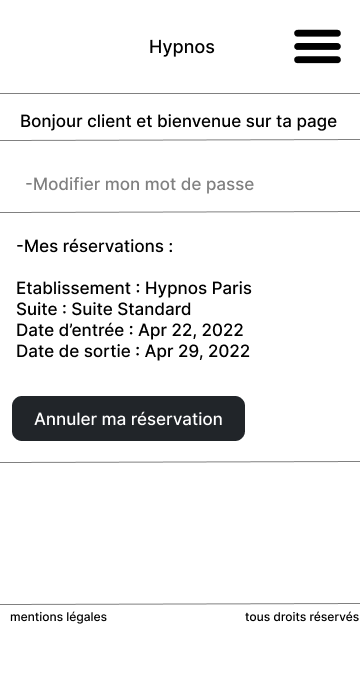 Hypnos
Bonjour client et bienvenue sur ta page
-Modifier mon mot de passe
-Mes réservations :
Etablissement : Hypnos Paris
Suite : Suite Standard
Date d’entrée : Apr 22, 2022
Date de sortie : Apr 29, 2022
Annuler ma réservation
mentions légales
tous droits réservés